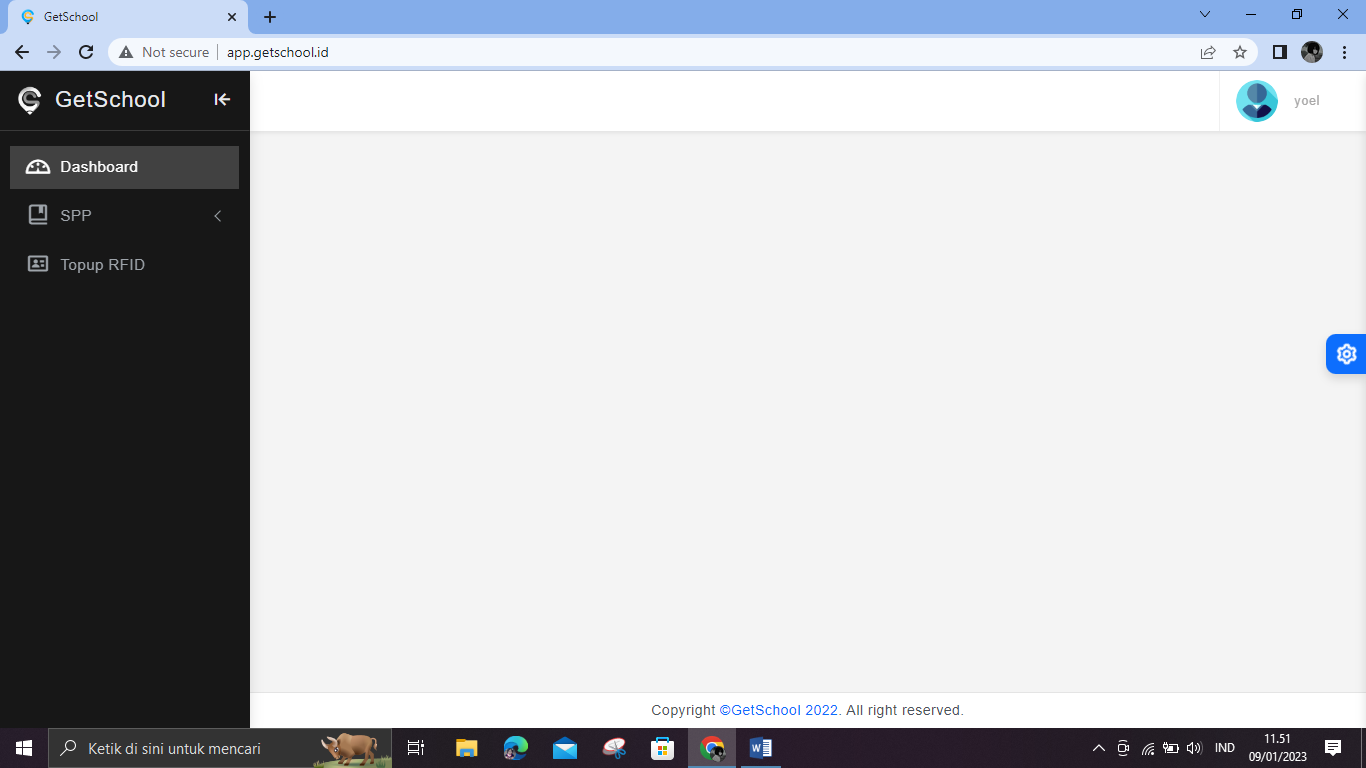 GetSchool
Not secure
app.getschool.id
GetSchool
yoel
Dashboard
SPP
Topup RFID
Copyright ©GetSchool 2022. All right reserved.
Ketik di sini untuk mencari
IND
11.51
09/01/2023